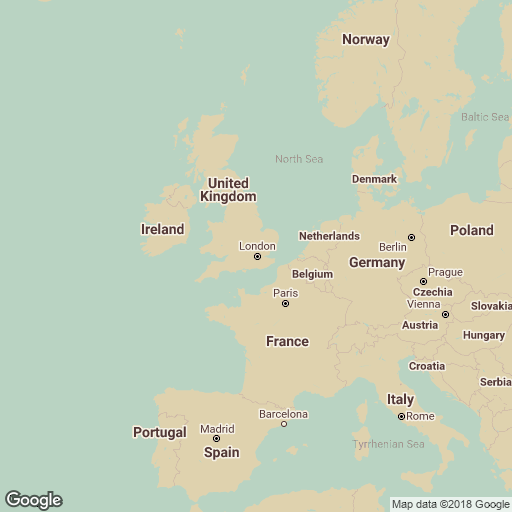 Norway
Baltic Sea
North Sea
Denmark
United
Kingdom
Ireland
Netherlands
Poland
Berlin
London
Germany
Belgium
Prague
Czechia
Paris
Vienna
Slovakia
Austria
Hungary
France
Croatia
Serbia
Italy
Barcelona
Rome
Madrid
Portugal
Tyrrhenian Sea
Spain
Google
Map data ©2018 Google